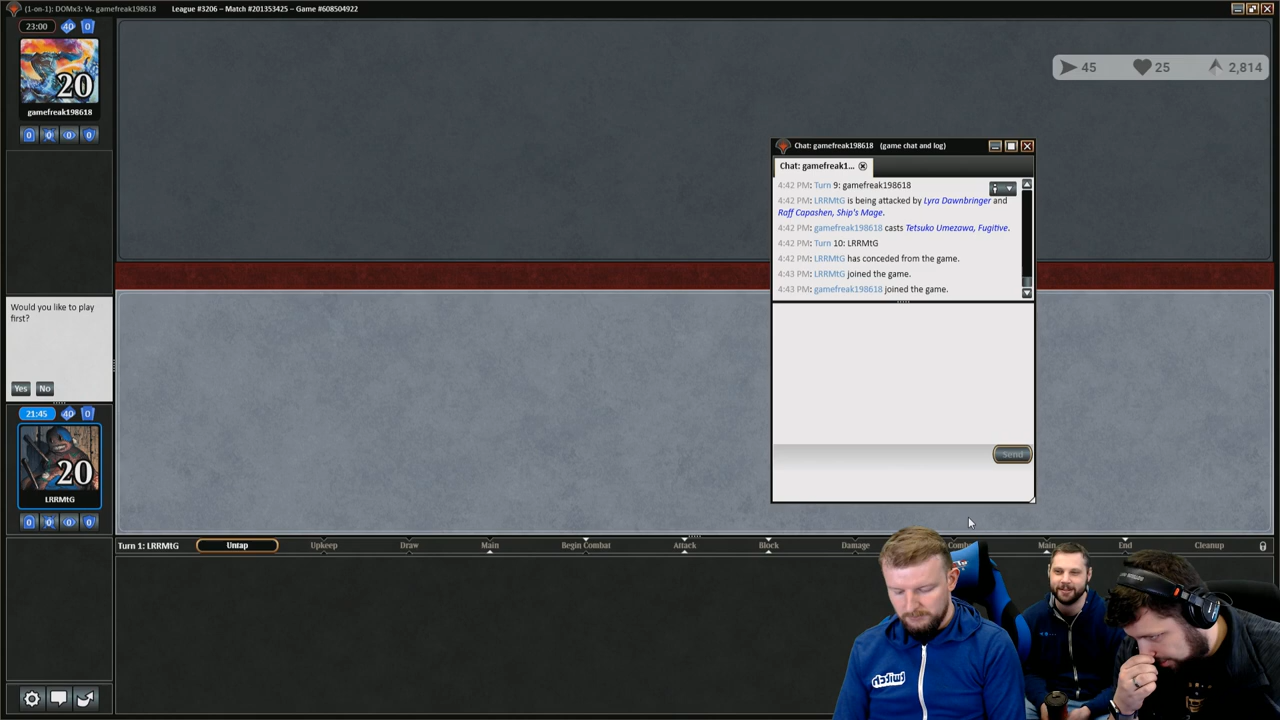 (1-on-1): DOMx3: Vs. gamefreak198618 League #3206 – Match #201353425 – Game #608504922
23:00 40 0
20
gamefreak198618
0 0 0 0
45 25 2,814
Chat: gamefreak198618 (game chat and log)
Chat: gamefreak1...
4:42 PM: Turn 9: gamefreak198618
4:42 PM: LRRMtG is being attacked by Lyra Dawnbringer and
Raff Capashen, Ship's Mage.
4:42 PM: gamefreak198618 casts Tetsuko Umezawa, Fugitive.
4:42 PM: Turn 10: LRRMtG
4:42 PM: LRRMtG has conceded from the game.
4:43 PM: LRRMtG joined the game.
4:43 PM: gamefreak198618 joined the game.
Send
Would you like to play
first?
Yes No
21:45 40 0
20
LRRMtG
0 0 0 0
Turn 1: LRRMtG Untap Upkeep Draw Main Begin Combat Attack Block Damage Main End Cleanup
twitch